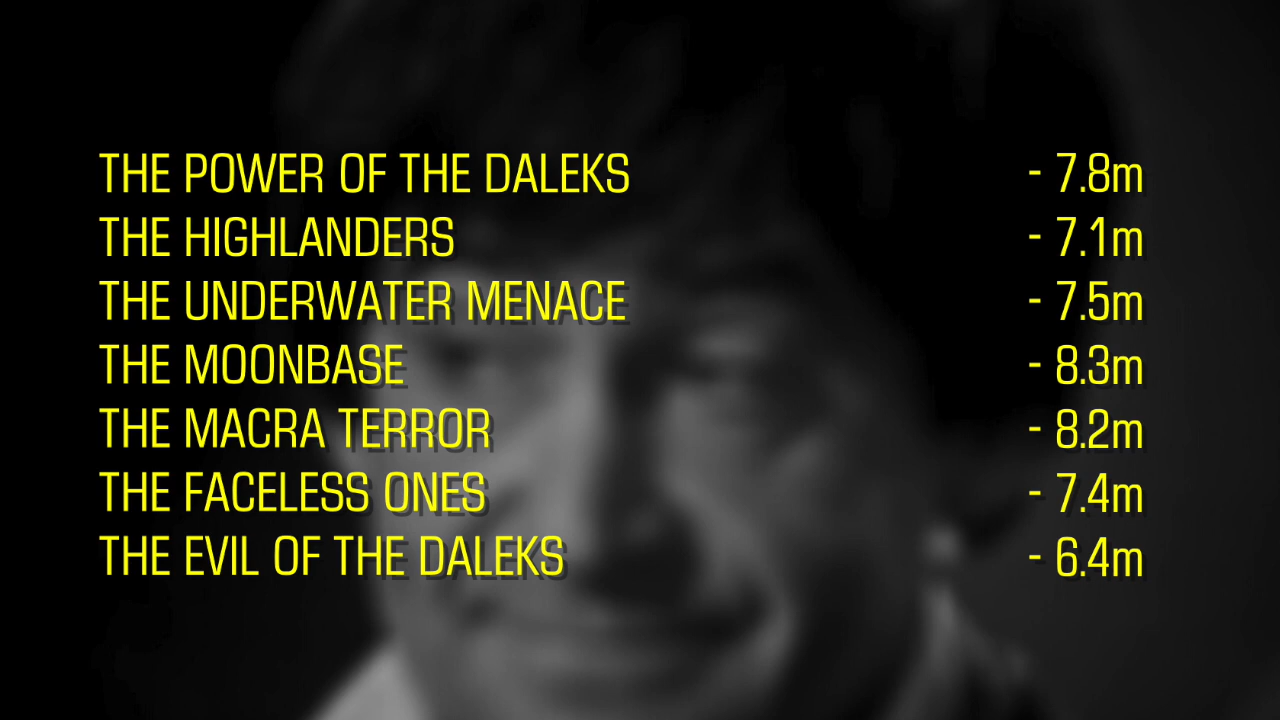 THE POWER OF THE DALEKS - 7.8m
THE HIGHLANDERS - 7.1m
THE UNDERWATER MENACE - 7.5m
THE MOONBASE - 8.3m
THE MACRA TERROR - 8.2m
THE FACELESS ONES - 7.4m
THE EVIL OF THE DALEKS - 6.4m